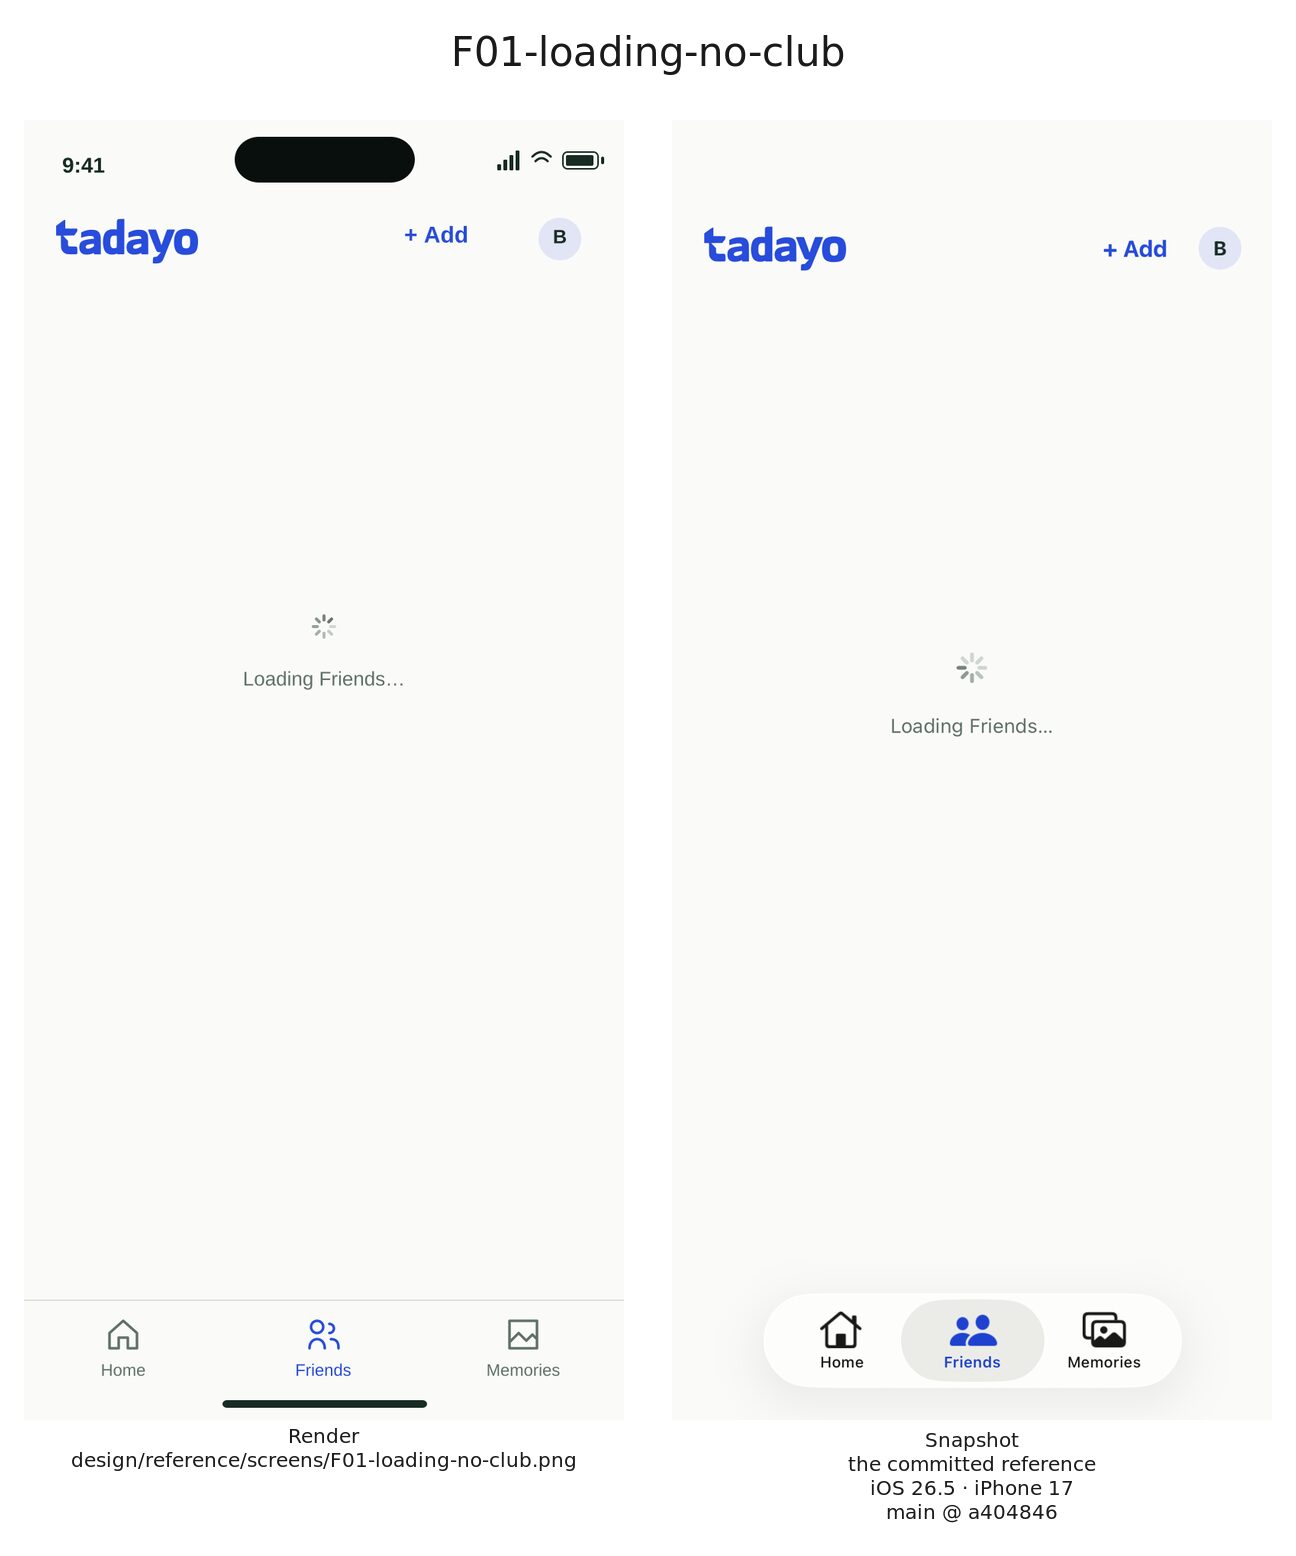 F01-loading-no-club
9:41
tadayo
+ Add
B
Loading Friends...
Home
Friends
Memories
Render
design/reference/screens/F01-loading-no-club.png
tadayo
+ Add
B
Loading Friends...
Home
Friends
Memories
Snapshot
the committed reference
iOS 26.5 · iPhone 17
main @ a404846